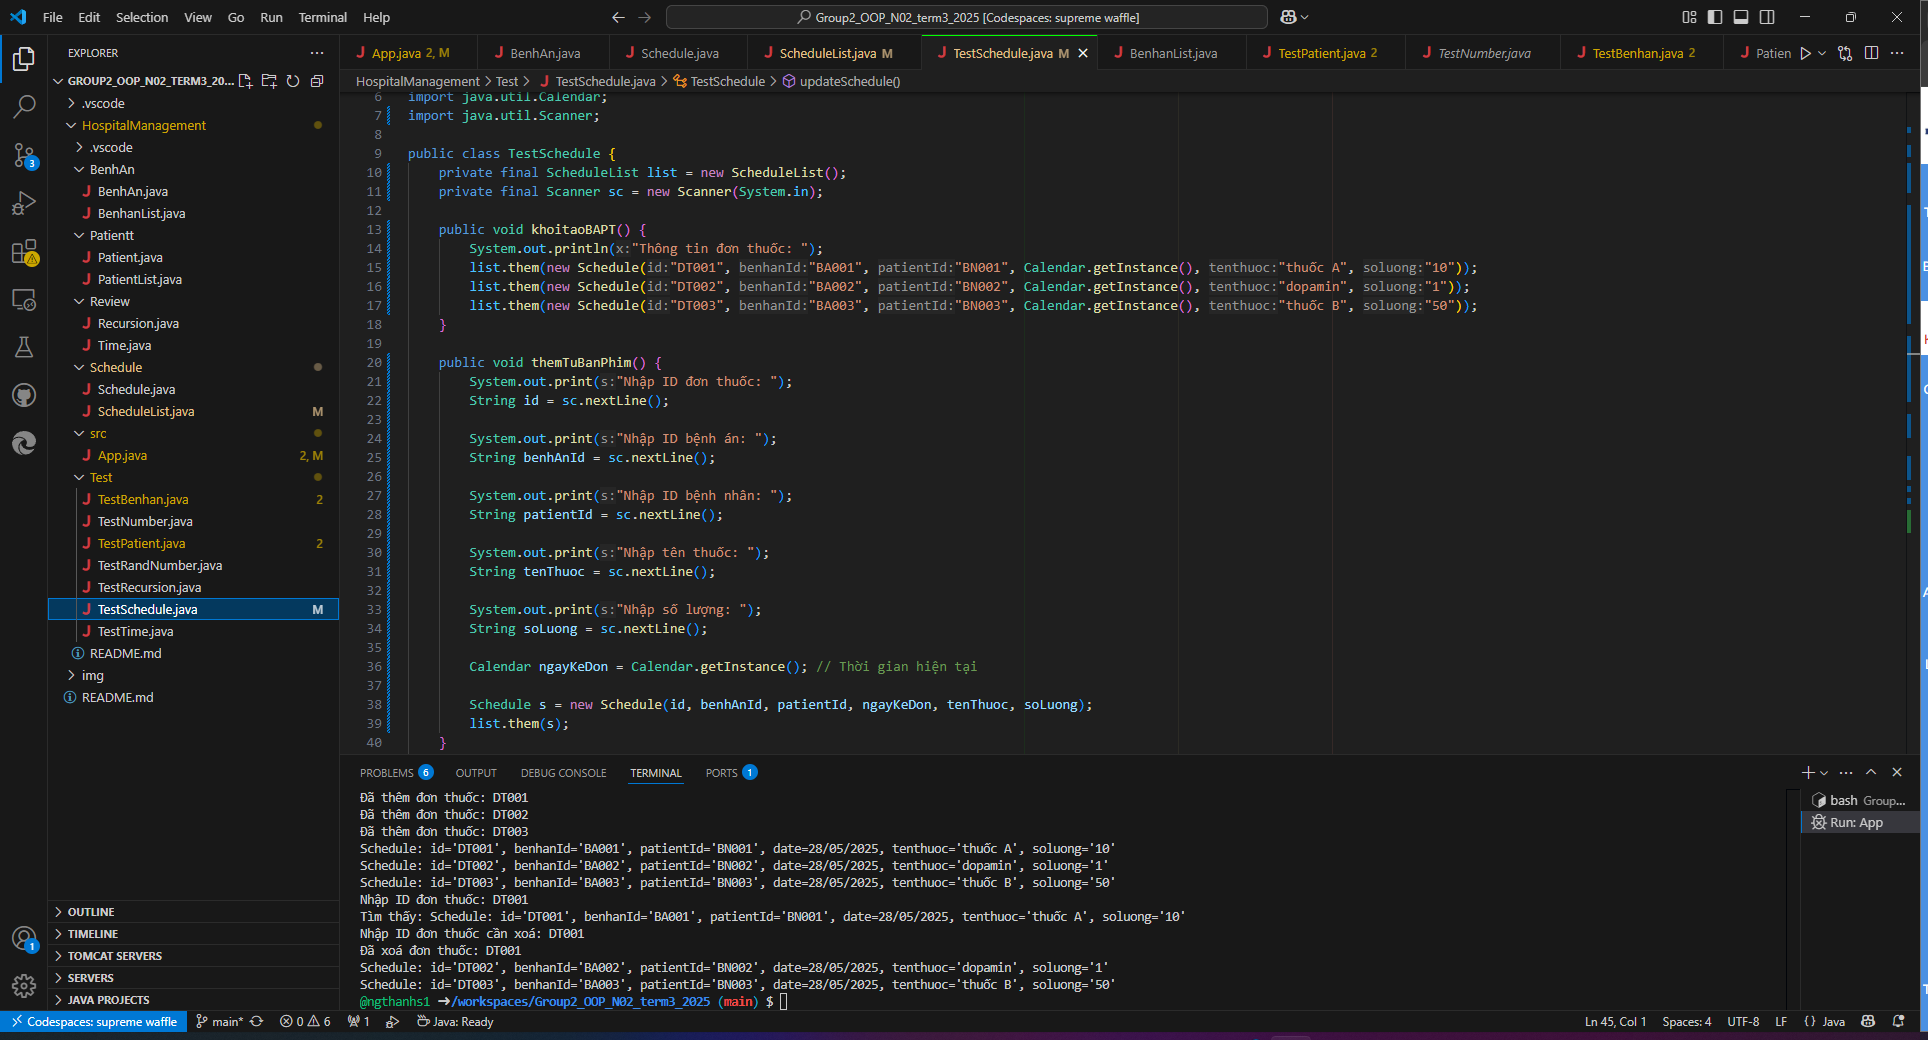 File Edit Selection View Go Run Terminal Help
Group2_OOP_N02_term3_2025 [Codespaces: supreme waffle]
EXPLORER
GROUP2_OOP_N02_TERM3_20...
.vscode
HospitalManagement
.vscode
BenhAn
BenhAn.java
BenhanList.java
Patientt
Patient.java
PatientList.java
Review
Recursion.java
Time.java
Schedule
Schedule.java
ScheduleList.java M
src
App.java 2, M
Test
TestBenhan.java 2
TestNumber.java
TestPatient.java 2
TestRandNumber.java
TestRecursion.java
TestSchedule.java M
TestTime.java
README.md
img
README.md
OUTLINE
TIMELINE
TOMCAT SERVERS
SERVERS
JAVA PROJECTS
3
1
App.java 2, M BenhAn.java Schedule.java ScheduleList.java M TestSchedule.java M BenhanList.java TestPatient.java 2 TestNumber.java TestBenhan.java 2 Patien
HospitalManagement > Test > TestSchedule.java > TestSchedule > updateSchedule()
6 import java.util.Calendar;
7 import java.util.Scanner;
8
9 public class TestSchedule {
10 private final ScheduleList list = new ScheduleList();
11 private final Scanner sc = new Scanner(System.in);
12
13 public void khoitaoBAPT() {
14 System.out.println(x:"Thông tin đơn thuốc: ");
15 list.them(new Schedule(id:"DT001", benhanId:"BA001", patientId:"BN001", Calendar.getInstance(), tenthuoc:"thuốc A", soluong:"10"));
16 list.them(new Schedule(id:"DT002", benhanId:"BA002", patientId:"BN002", Calendar.getInstance(), tenthuoc:"dopamin", soluong:"1"));
17 list.them(new Schedule(id:"DT003", benhanId:"BA003", patientId:"BN003", Calendar.getInstance(), tenthuoc:"thuốc B", soluong:"50"));
18 }
19
20 public void themTuBanPhim() {
21 System.out.print(s:"Nhập ID đơn thuốc: ");
22 String id = sc.nextLine();
23
24 System.out.print(s:"Nhập ID bệnh án: ");
25 String benhAnId = sc.nextLine();
26
27 System.out.print(s:"Nhập ID bệnh nhân: ");
28 String patientId = sc.nextLine();
29
30 System.out.print(s:"Nhập tên thuốc: ");
31 String tenThuoc = sc.nextLine();
32
33 System.out.print(s:"Nhập số lượng: ");
34 String soLuong = sc.nextLine();
35
36 Calendar ngayKeDon = Calendar.getInstance(); // Thời gian hiện tại
37
38 Schedule s = new Schedule(id, benhAnId, patientId, ngayKeDon, tenThuoc, soLuong);
39 list.them(s);
40 }
PROBLEMS 6 OUTPUT DEBUG CONSOLE TERMINAL PORTS 1
Đã thêm đơn thuốc: DT001
Đã thêm đơn thuốc: DT002
Đã thêm đơn thuốc: DT003
Schedule: id='DT001', benhanId='BA001', patientId='BN001', date=28/05/2025, tenthuoc='thuốc A', soluong='10'
Schedule: id='DT002', benhanId='BA002', patientId='BN002', date=28/05/2025, tenthuoc='dopamin', soluong='1'
Schedule: id='DT003', benhanId='BA003', patientId='BN003', date=28/05/2025, tenthuoc='thuốc B', soluong='50'
Nhập ID đơn thuốc: DT001
Tìm thấy: Schedule: id='DT001', benhanId='BA001', patientId='BN001', date=28/05/2025, tenthuoc='thuốc A', soluong='10'
Nhập ID đơn thuốc cần xoá: DT001
Đã xoá đơn thuốc: DT001
Schedule: id='DT002', benhanId='BA002', patientId='BN002', date=28/05/2025, tenthuoc='dopamin', soluong='1'
Schedule: id='DT003', benhanId='BA003', patientId='BN003', date=28/05/2025, tenthuoc='thuốc B', soluong='50'
@ngthanhs1 ➜/workspaces/Group2_OOP_N02_term3_2025 (main) $
bash Group...
Run: App
Codespaces: supreme waffle main* 0 6 1 Java: Ready Ln 45, Col 1 Spaces: 4 UTF-8 LF {} Java